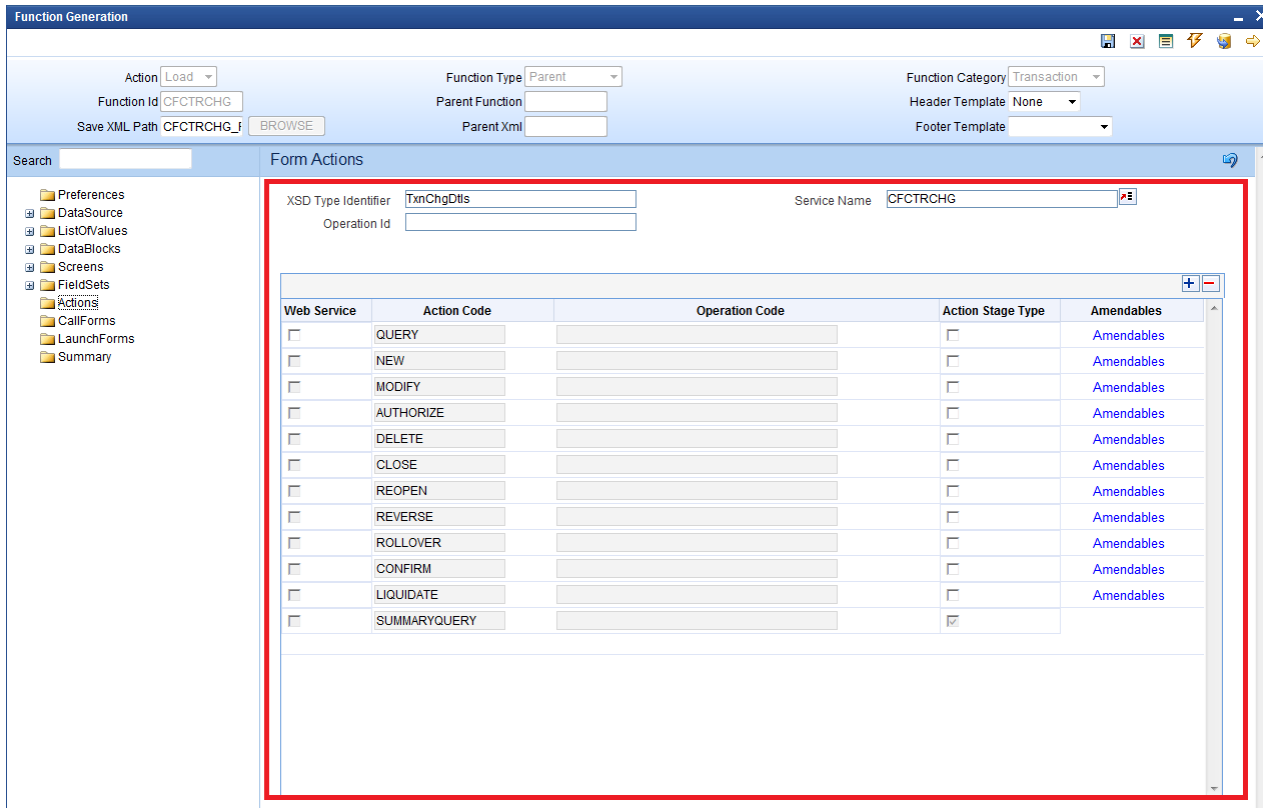 Function Generation
Action Load Function Type Parent Function Category Transaction
Function Id CFCTRCHG Parent Function Header Template None
Save XML Path CFCTRCHG_ BROWSE Parent Xml Footer Template
Search Form Actions
Preferences
DataSource
ListOfValues
DataBlocks
Screens
FieldSets
Actions
CallForms
LaunchForms
Summary
XSD Type Identifier TxnChgDtls Service Name CFCTRCHG
Operation Id
Web Service Action Code Operation Code Action Stage Type Amendables
QUERY Amendables
NEW Amendables
MODIFY Amendables
AUTHORIZE Amendables
DELETE Amendables
CLOSE Amendables
REOPEN Amendables
REVERSE Amendables
ROLLOVER Amendables
CONFIRM Amendables
LIQUIDATE Amendables
SUMMARYQUERY